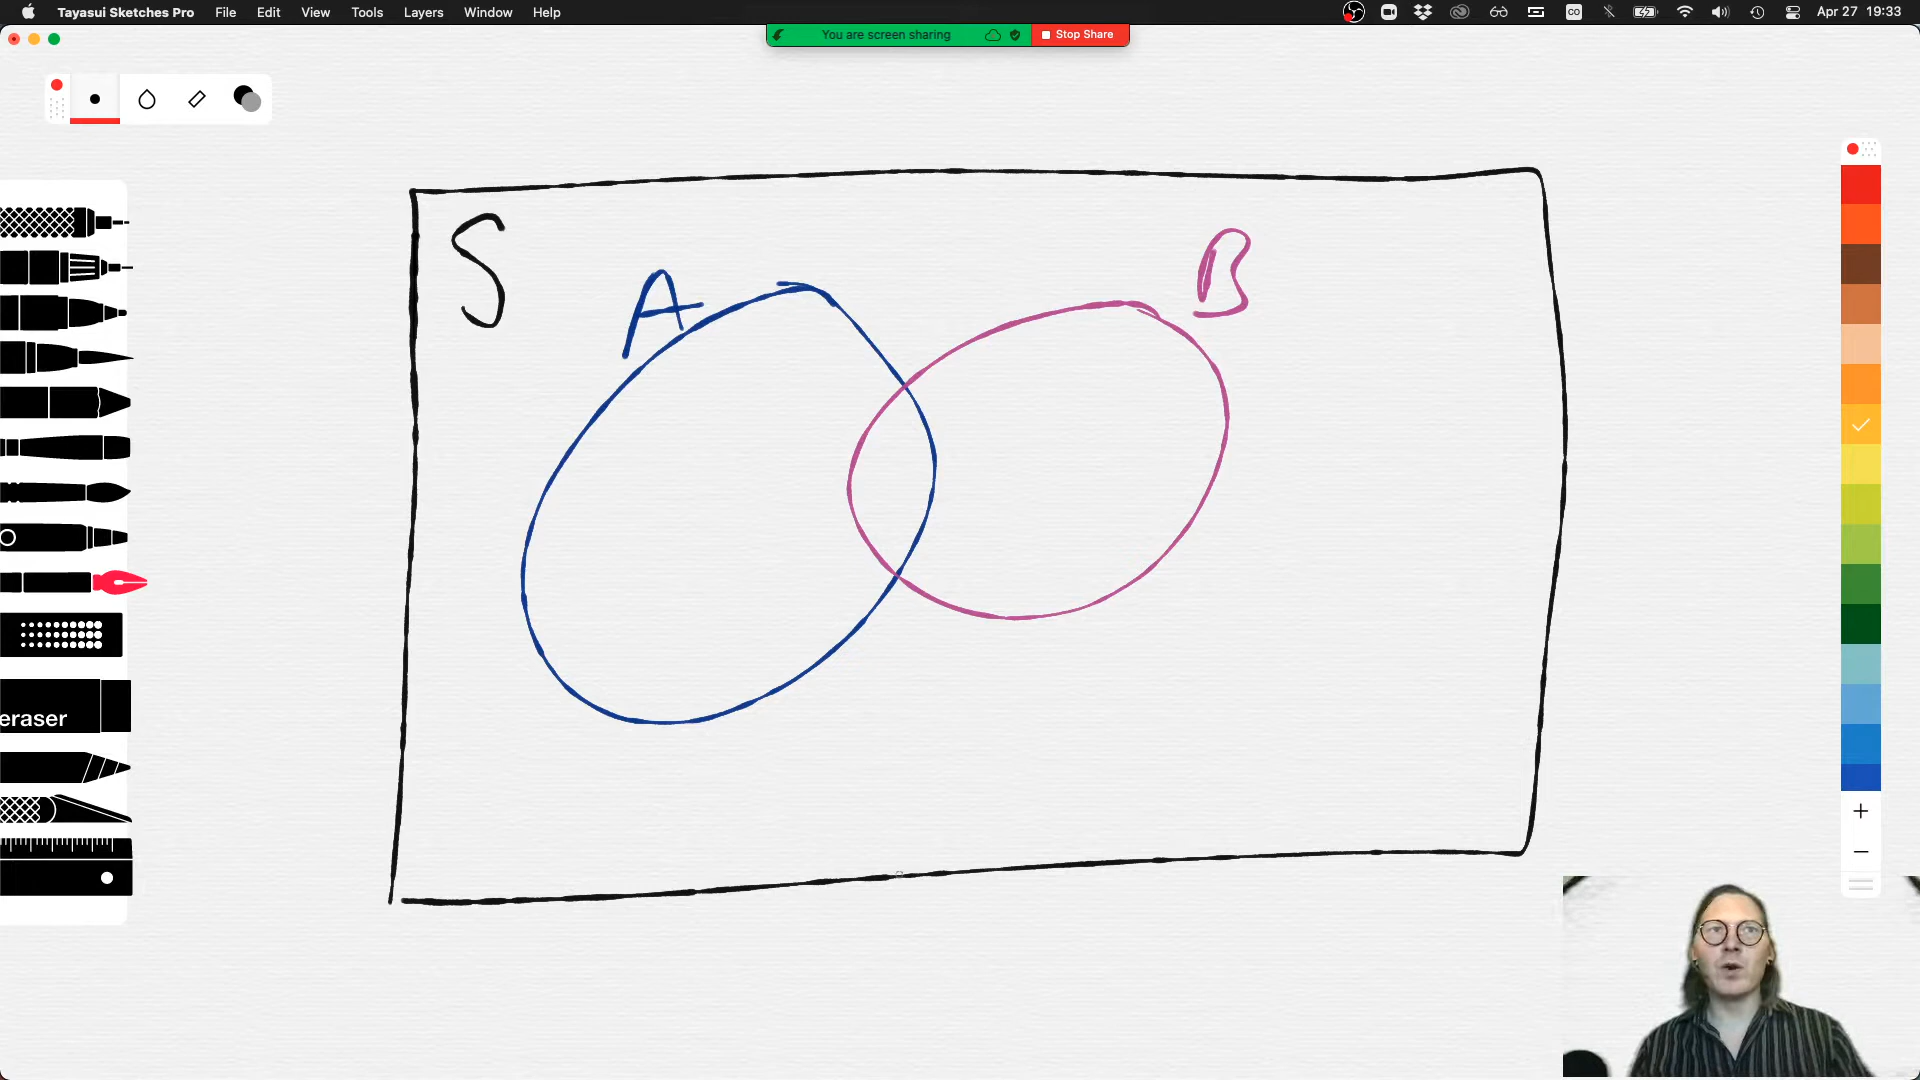 Tayasui Sketches Pro File Edit View Tools Layers Window Help
CO
Apr 27 19:33
You are screen sharing
Stop Share
S
A
B
eraser